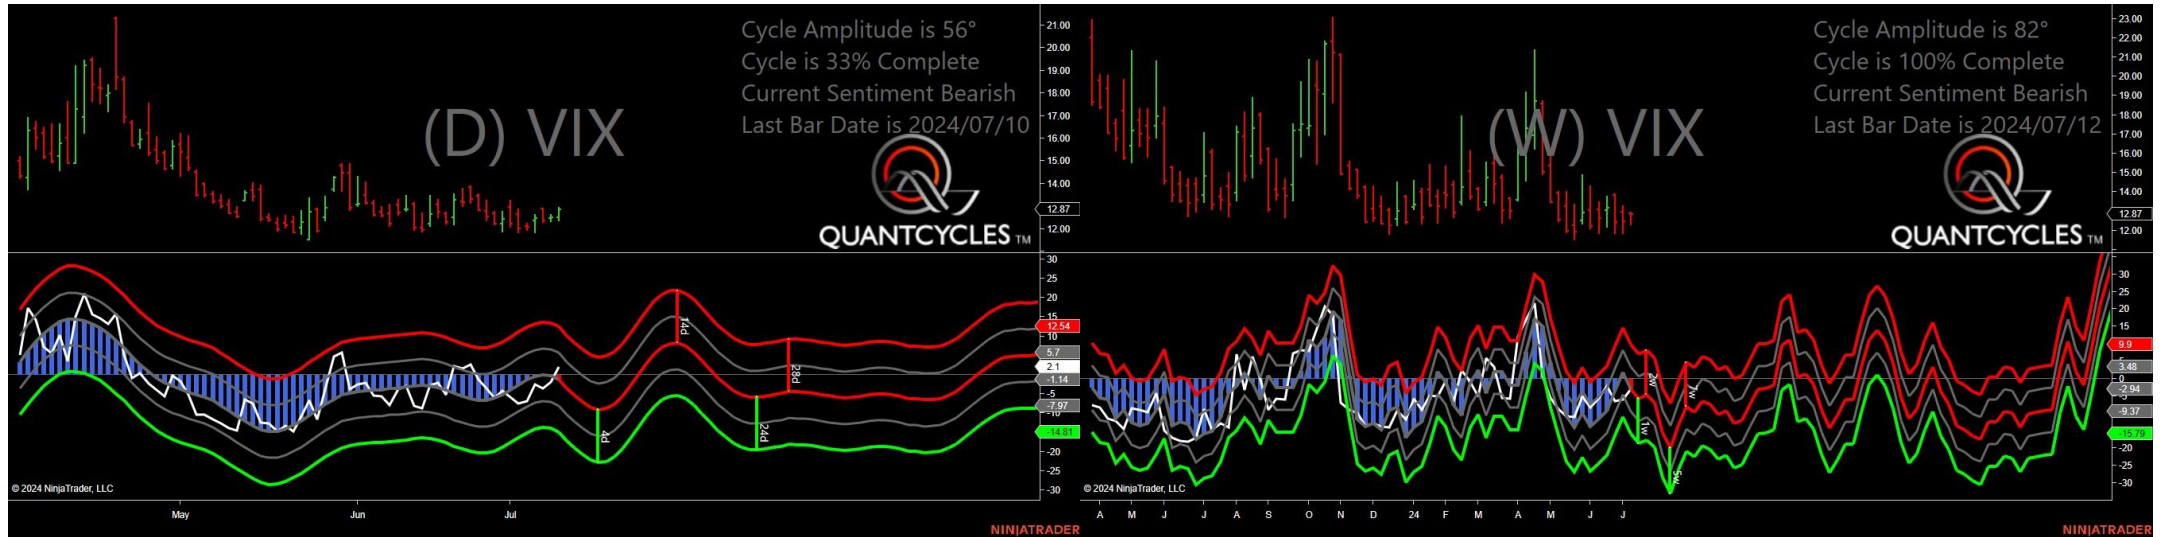 Cycle Amplitude is 56°
Cycle is 33% Complete
Current Sentiment Bearish
Last Bar Date is 2024/07/10
(D) VIX
QUANTCYCLES TM
21.00
20.00
19.00
18.00
17.00
16.00
15.00
14.00
12.87
12.00
30
25
20
15
12.54
10
5.7
2.1
-1.14
-5
-7.97
-10
-14.81
-20
-25
-30
4d
14d
24d
28d
© 2024 NinjaTrader, LLC
May Jun Jul
NINJATRADER
Cycle Amplitude is 82°
Cycle is 100% Complete
Current Sentiment Bearish
Last Bar Date is 2024/07/12
(W) VIX
QUANTCYCLES TM
23.00
22.00
21.00
20.00
19.00
18.00
17.00
16.00
15.00
14.00
12.87
12.00
30
25
20
15
9.9
3.48
0
-2.94
-9.37
-15.79
-20
-25
-30
2w
1w
7w
5w
© 2024 NinjaTrader, LLC
A M J J A S O N D 24 F M A M J J
NINJATRADER